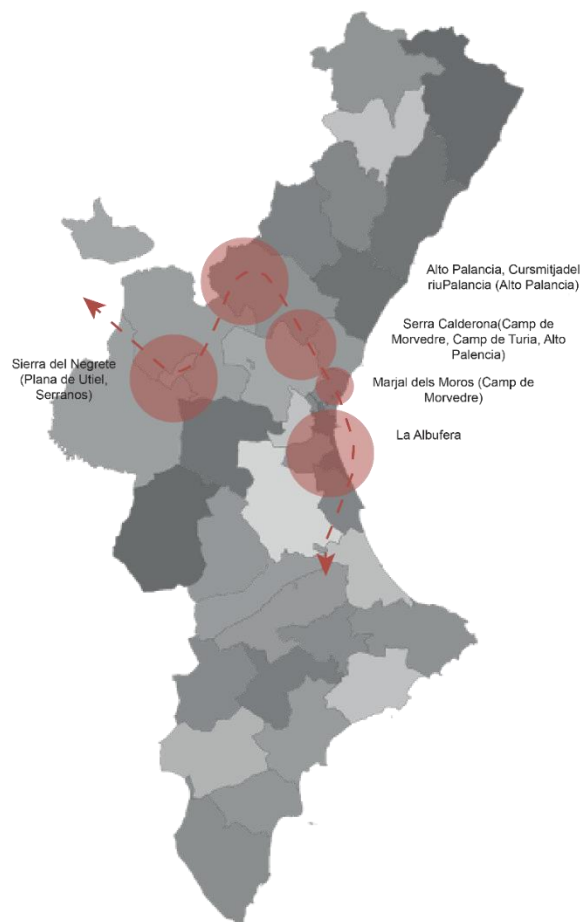 Alto Palancia, Cursmitjadel
riuPalancia (Alto Palancia)
Serra Calderona(Camp de
Morvedre, Camp de Turia, Alto
Palencia)
Sierra del Negrete
(Plana de Utiel,
Serranos)
Marjal dels Moros (Camp de
Morvedre)
La Albufera